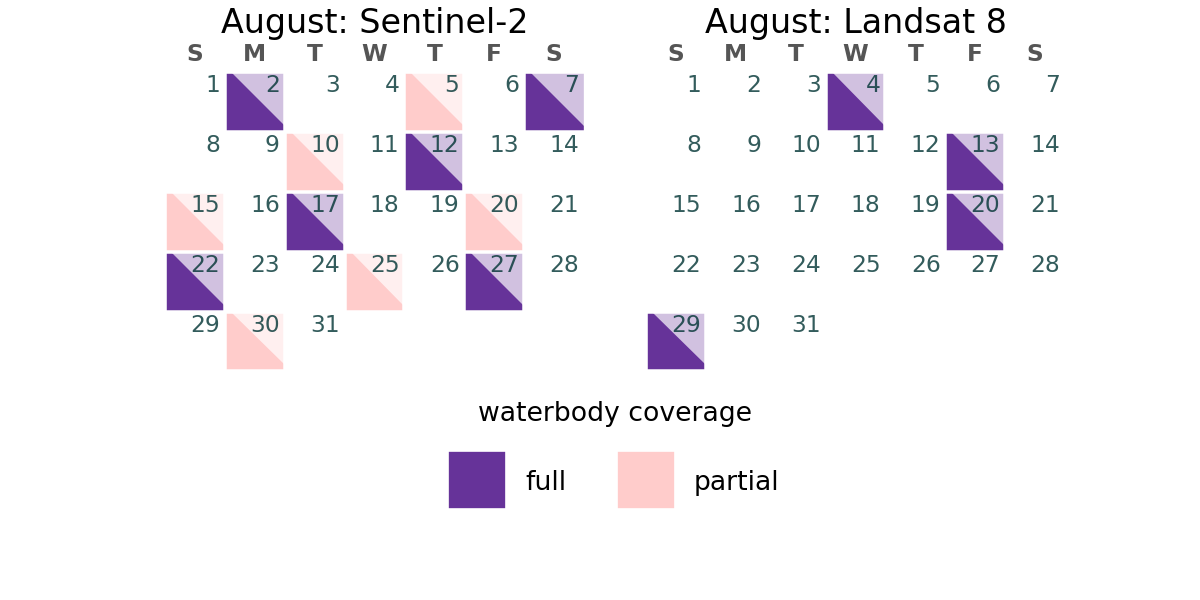 August: Sentinel-2
S M T W T F S
1 2 3 4 5 6 7
8 9 10 11 12 13 14
15 16 17 18 19 20 21
22 23 24 25 26 27 28
29 30 31
August: Landsat 8
S M T W T F S
1 2 3 4 5 6 7
8 9 10 11 12 13 14
15 16 17 18 19 20 21
22 23 24 25 26 27 28
29 30 31
waterbody coverage
full
partial